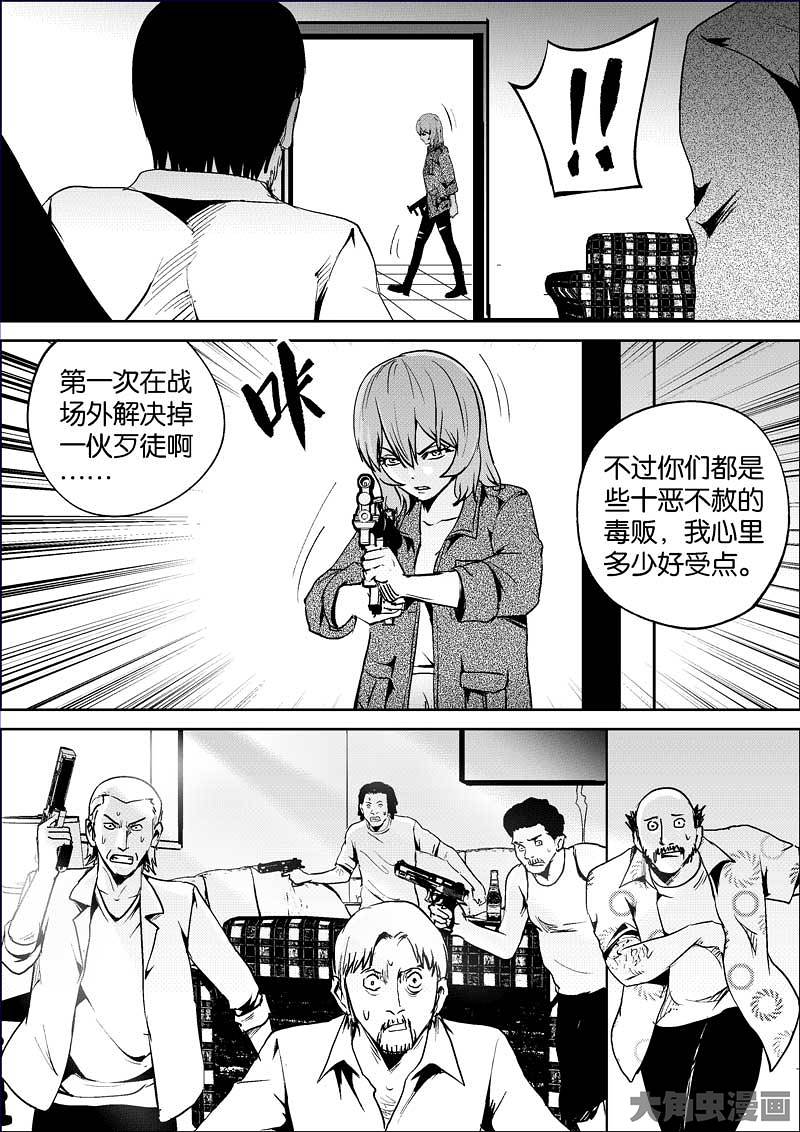 !!
第一次在战
场外解决掉
一伙歹徒啊
……
咔
不过你们都是
些十恶不赦的
毒贩，我心里
多少好受点。
大角虫漫画